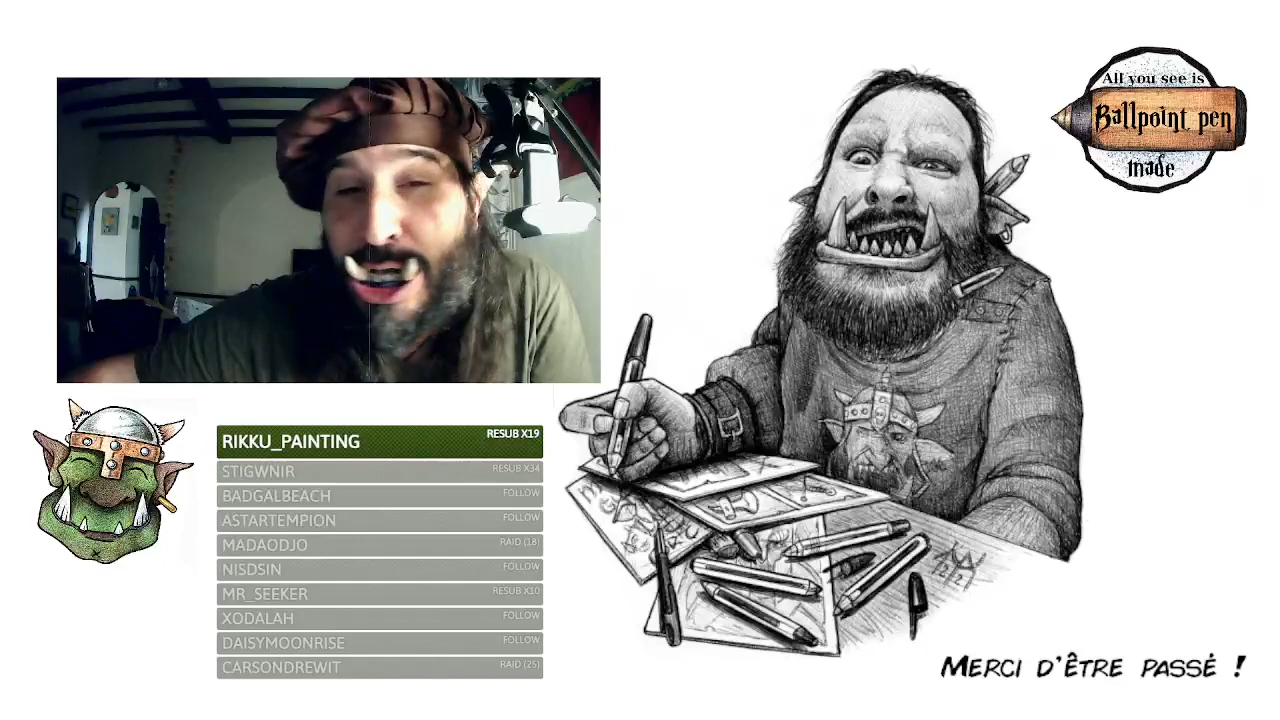 All you see is
Ballpoint pen
made
RIKKU_PAINTING RESUB X19
STIGWNIR RESUB X34
BADGALBEACH FOLLOW
ASTARTEMPION FOLLOW
MADAODJO RAID (18)
NISDSIN FOLLOW
MR_SEEKER RESUB X10
XODALAH FOLLOW
DAISYMOONRISE FOLLOW
CARSONDREWIT RAID (25)
MERCI D'ÊTRE PASSÉ !